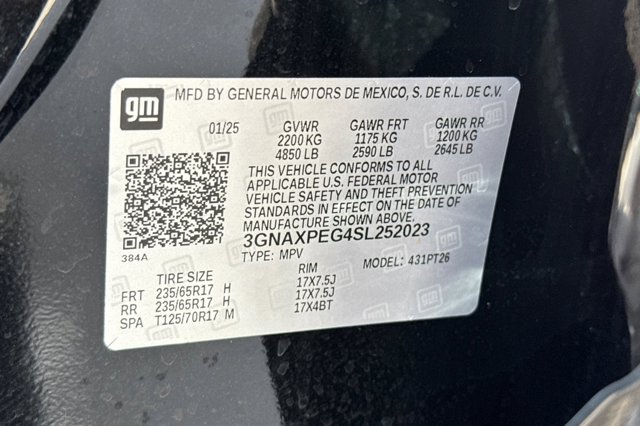 gm MFD BY GENERAL MOTORS DE MEXICO, S. DE R.L. DE C.V.
01/25 GVWR GAWR FRT GAWR RR
2200 KG 1175 KG 1200 KG
4850 LB 2590 LB 2645 LB
THIS VEHICLE CONFORMS TO ALL
APPLICABLE U.S. FEDERAL MOTOR
VEHICLE SAFETY AND THEFT PREVENTION
STANDARDS IN EFFECT ON THE DATE OF
MANUFACTURE SHOWN ABOVE.
384A 3GNAXPEG4SL252023
TYPE: MPV MODEL: 431PT26
TIRE SIZE RIM
FRT 235/65R17 H 17X7.5J
RR 235/65R17 H 17X7.5J
SPA T125/70R17 M 17X4BT